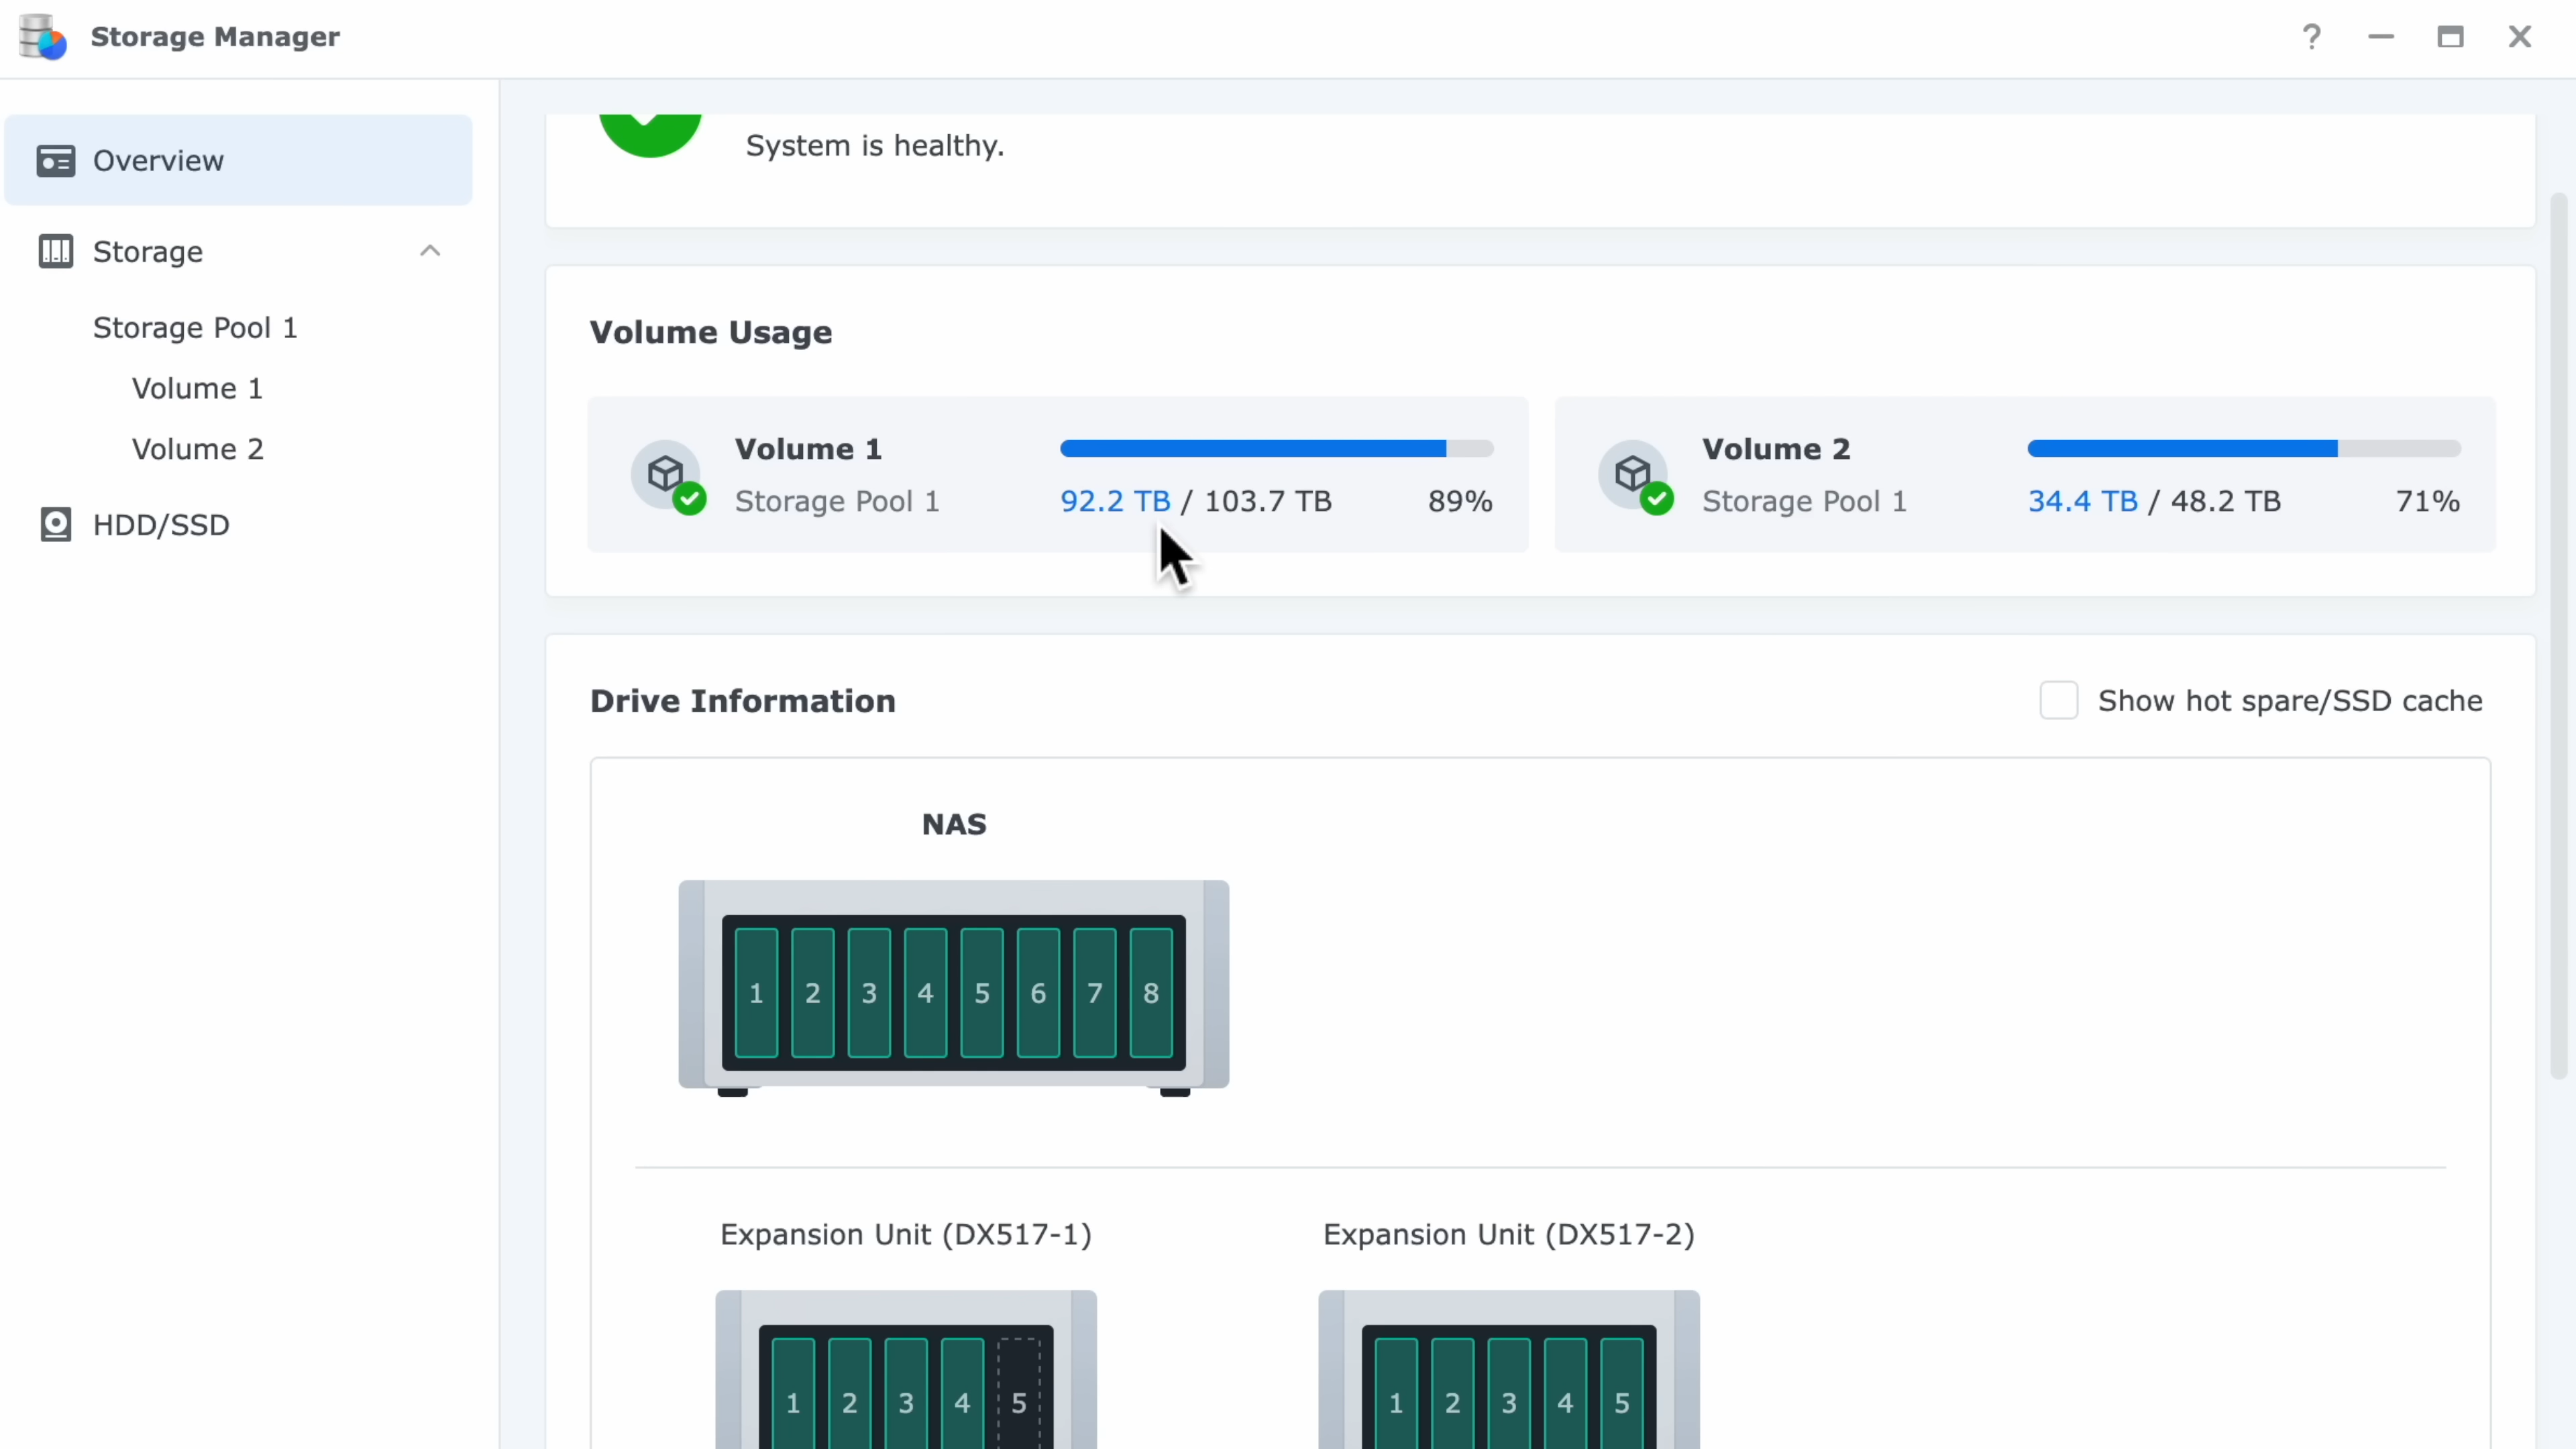 Storage Manager
?
Overview
Storage
Storage Pool 1
Volume 1
Volume 2
HDD/SSD
System is healthy.
Volume Usage
Volume 1
Storage Pool 1
92.2 TB / 103.7 TB 89%
Volume 2
Storage Pool 1
34.4 TB / 48.2 TB 71%
Drive Information
Show hot spare/SSD cache
NAS
1 2 3 4 5 6 7 8
Expansion Unit (DX517-1)
1 2 3 4 5
Expansion Unit (DX517-2)
1 2 3 4 5